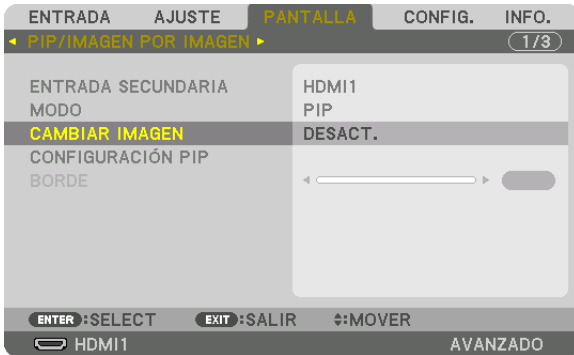 ENTRADA AJUSTE PANTALLA CONFIG. INFO.
PIP/IMAGEN POR IMAGEN 1/3
ENTRADA SECUNDARIA HDMI1
MODO PIP
CAMBIAR IMAGEN DESACT.
CONFIGURACIÓN PIP
BORDE
ENTER :SELECT EXIT :SALIR :MOVER
HDMI1 AVANZADO